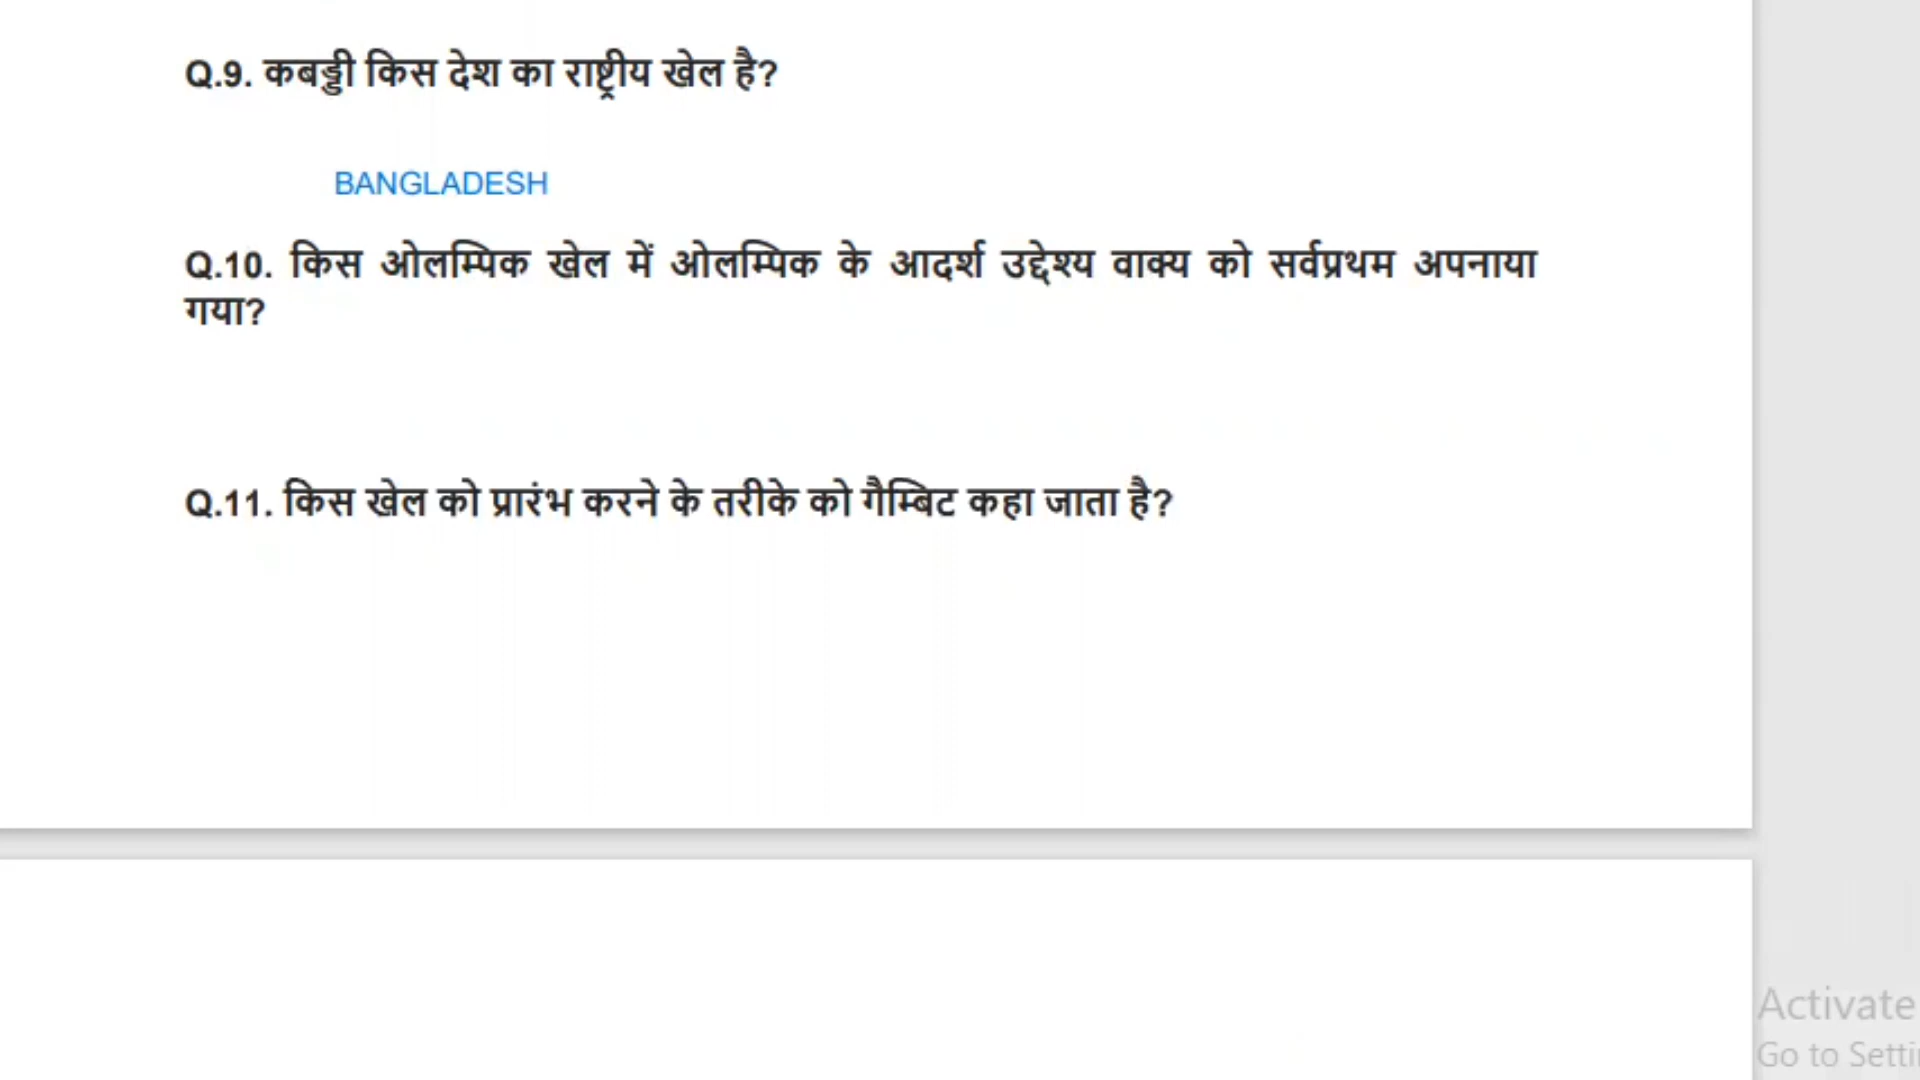 Q.9. कबड्डी किस देश का राष्ट्रीय खेल है?
BANGLADESH
Q.10. किस ओलम्पिक खेल में ओलम्पिक के आदर्श उद्देश्य वाक्य को सर्वप्रथम अपनाया
गया?
Q.11. किस खेल को प्रारंभ करने के तरीके को गैम्बिट कहा जाता है?
Activate
Go to Setti